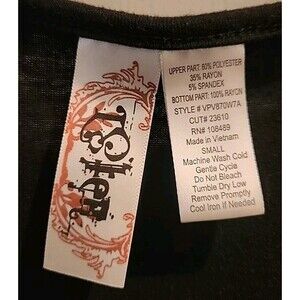 Lolien
UPPER PART: 60% POLYESTER
35% RAYON
5% SPANDEX
BOTTOM PART: 100% RAYON
STYLE # VPV870W7A
CUT# 23610
RN# 108489
Made in Vietnam
SMALL
Machine Wash Cold
Gentle Cycle
Do Not Bleach
Tumble Dry Low
Remove Promptly
Cool Iron If Needed